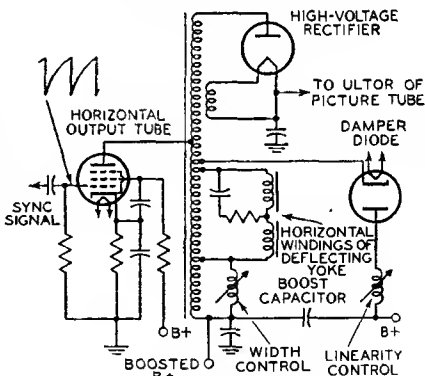 HIGH-VOLTAGE
RECTIFIER
TO ULTOR OF
PICTURE TUBE
HORIZONTAL
OUTPUT TUBE
DAMPER
DIODE
SYNC
SIGNAL
HORIZONTAL
WINDINGS OF
DEFLECTING
YOKE
BOOST
CAPACITOR
B+
B+
WIDTH
CONTROL
LINEARITY
CONTROL
BOOSTED
B+